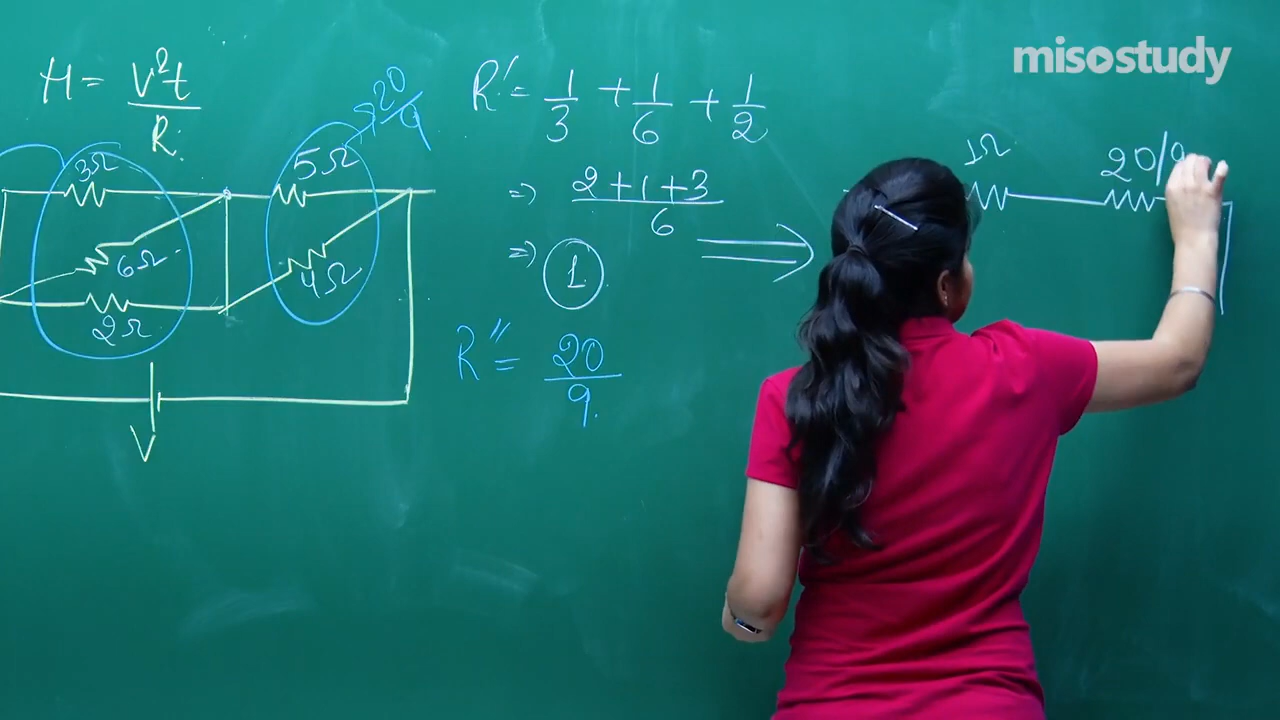 misostudy
H = V²t / R.
3Ω
6Ω
2Ω
5Ω
4Ω
20/9
V
R' = 1/3 + 1/6 + 1/2
⇒ 2+1+3 / 6
⇒ 1
R'' = 20 / 9
1Ω
20/9